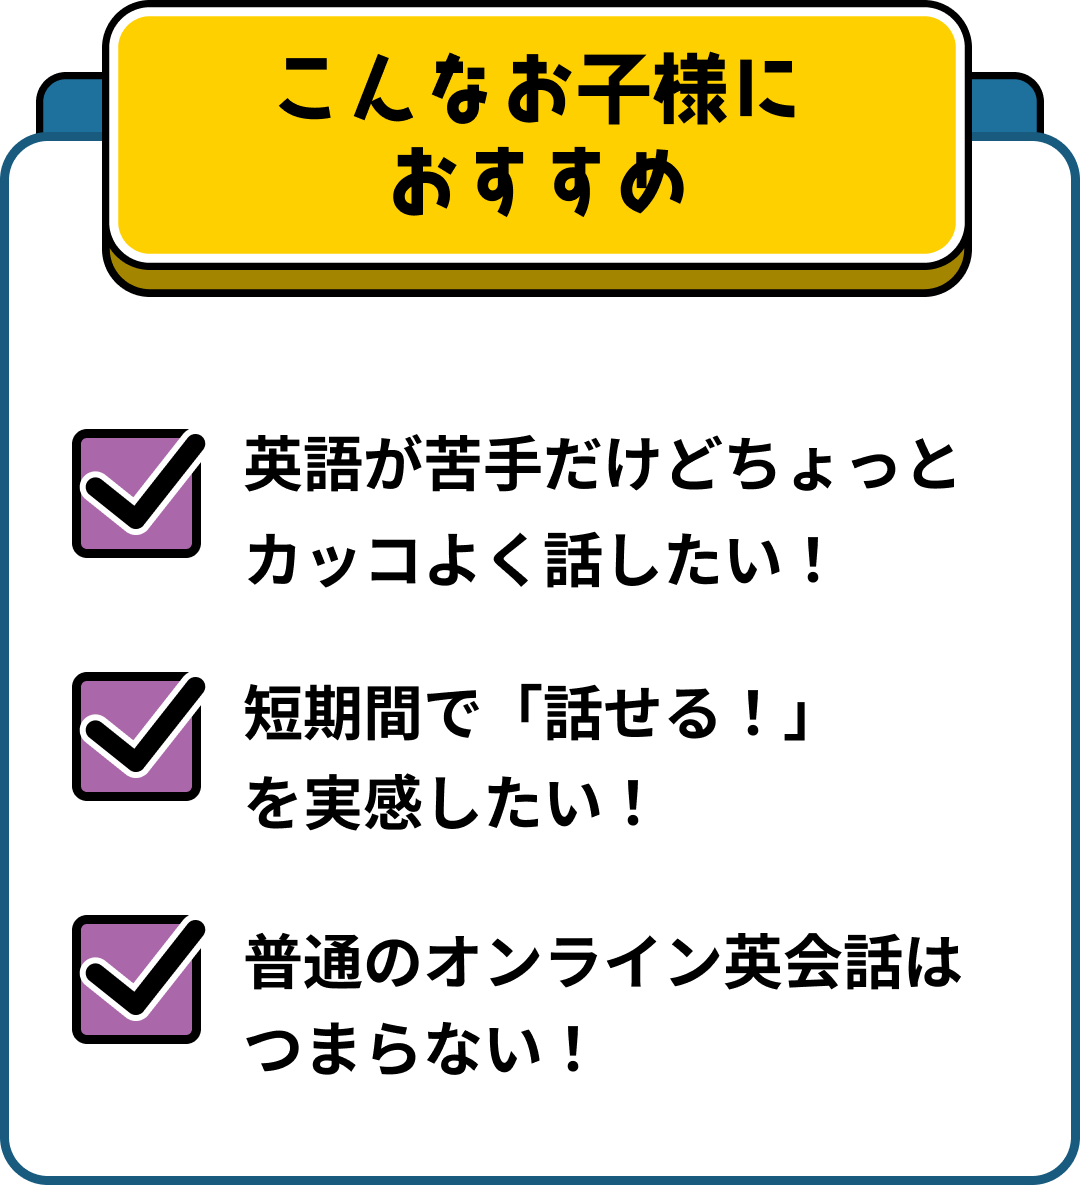 こんなお子様に
おすすめ
英語が苦手だけどちょっと
カッコよく話したい！
短期間で「話せる！」
を実感したい！
普通のオンライン英会話は
つまらない！